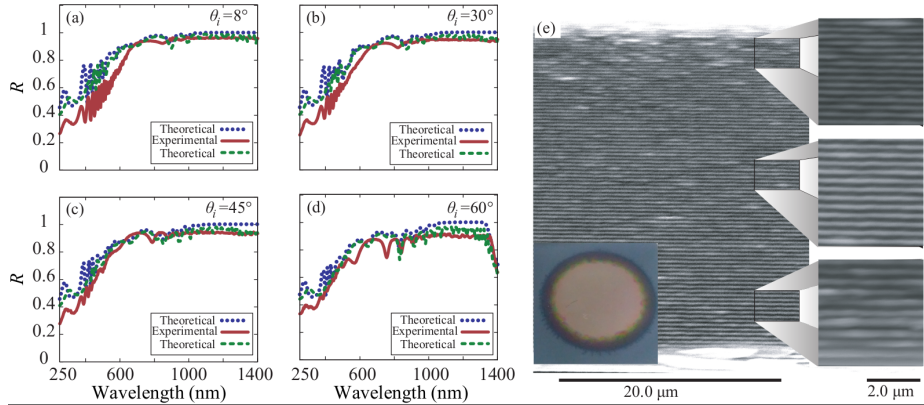 (a) θi=8°
R
1
0.8
0.6
0.4
0.2
0
Theoretical
Experimental
Theoretical
(b) θi=30°
Theoretical
Experimental
Theoretical
(c) θi=45°
R
1
0.8
0.6
0.4
0.2
0
Theoretical
Experimental
Theoretical
250 600 1000 1400
Wavelength (nm)
(d) θi=60°
Theoretical
Experimental
Theoretical
250 600 1000 1400
Wavelength (nm)
(e)
20.0 μm
2.0 μm